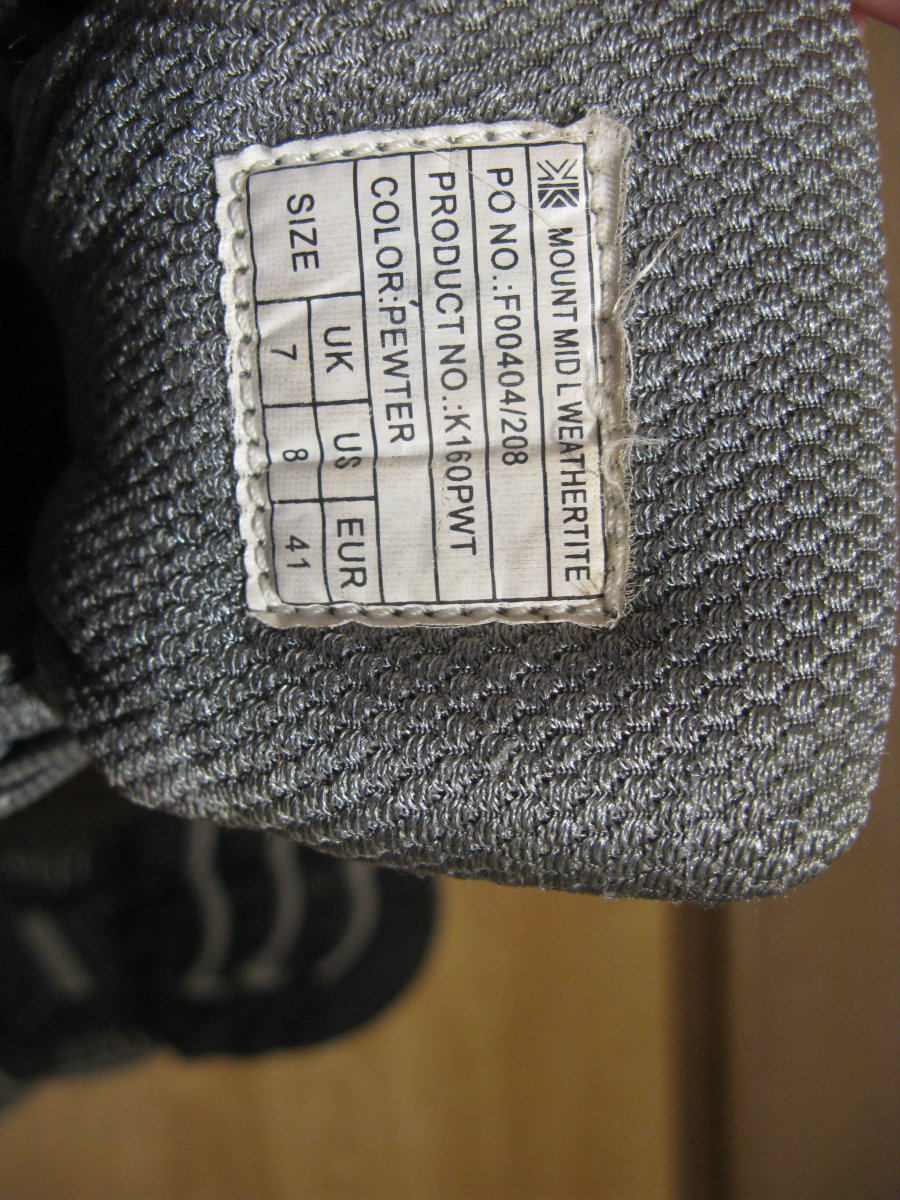 MOUNT MID L WEATHERTITE
PO NO.:F00404/208
PRODUCT NO.:K160PWT
COLOR:PEWTER
SIZE UK US EUR
7 8 41